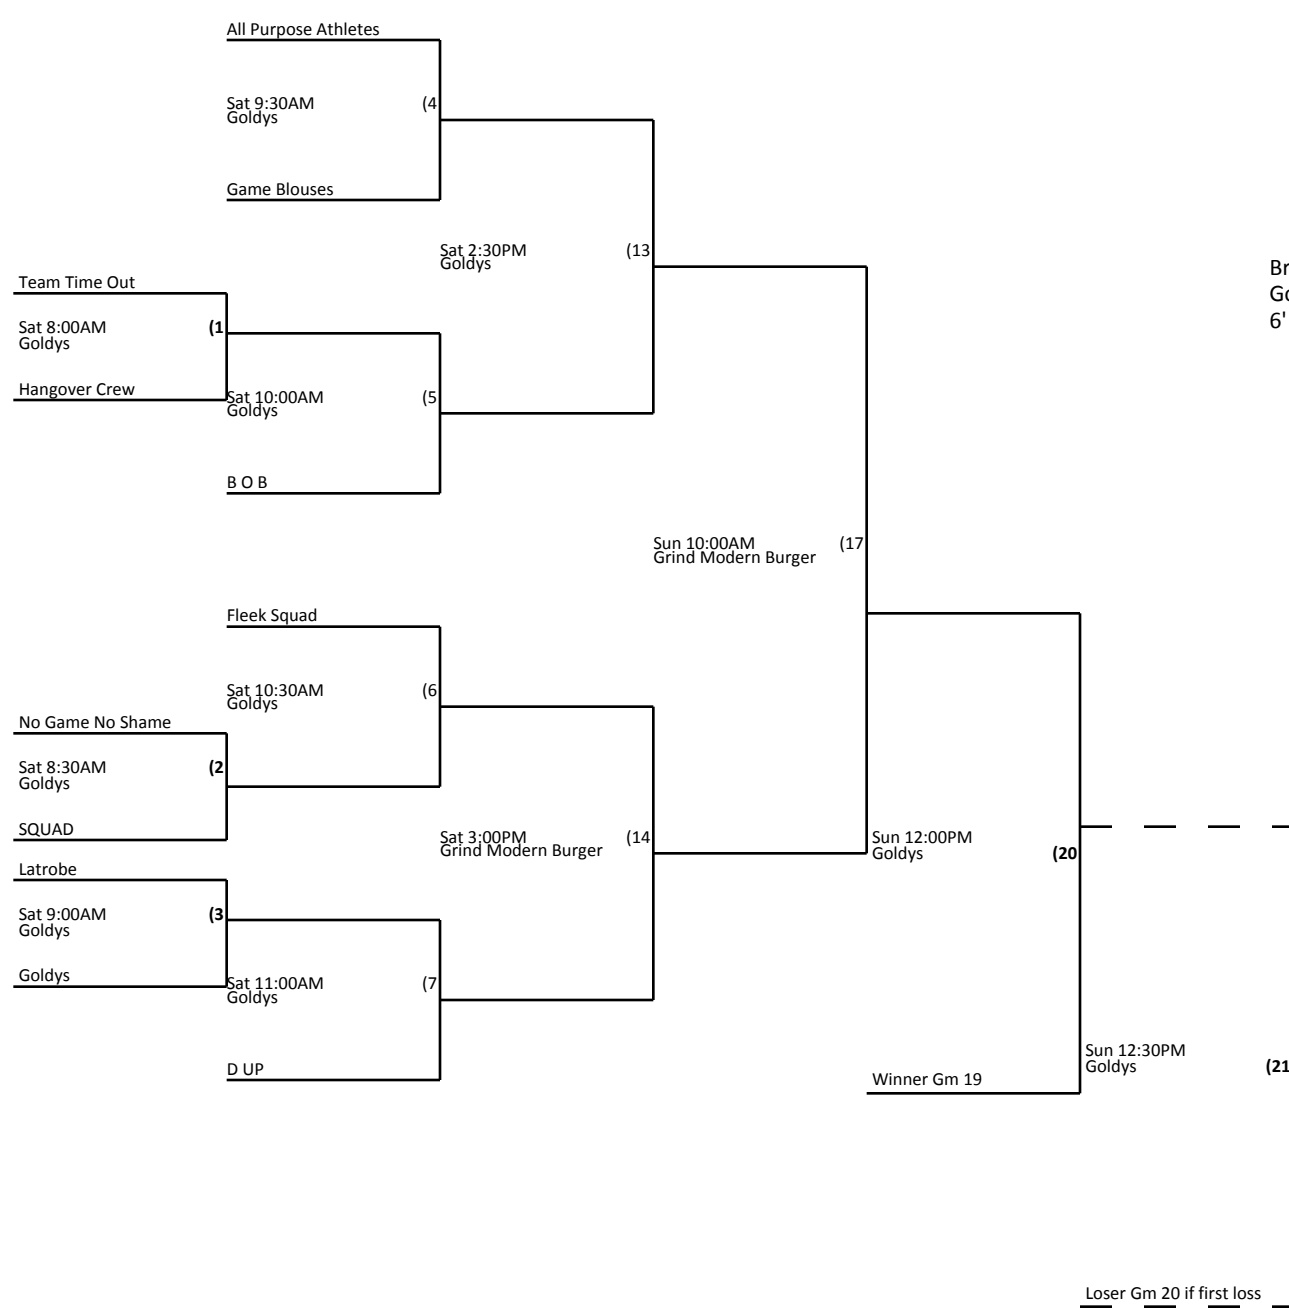 All Purpose Athletes
Sat 9:30AM (4
Goldys
Game Blouses
Sat 2:30PM (13
Goldys
Team Time Out
Sat 8:00AM (1
Goldys
Hangover Crew
Sat 10:00AM (5
Goldys
B O B
Sun 10:00AM (17
Grind Modern Burger
Fleek Squad
Sat 10:30AM (6
Goldys
No Game No Shame
Sat 8:30AM (2
Goldys
SQUAD
Sat 3:00PM (14
Grind Modern Burger
Latrobe
Sat 9:00AM (3
Goldys
Goldys
Sat 11:00AM (7
Goldys
D UP
Sun 12:00PM
Goldys (20
Winner Gm 19
Sun 12:30PM
Goldys (21
Loser Gm 20 if first loss
Br
Go
6'